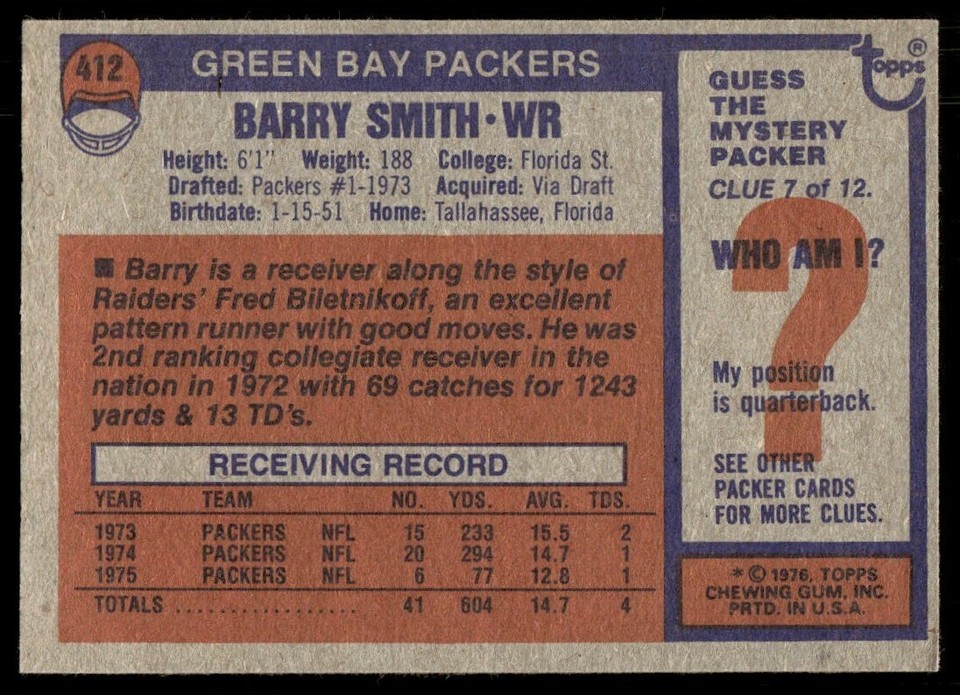 412
GREEN BAY PACKERS
BARRY SMITH • WR
Height: 6'1" Weight: 188 College: Florida St.
Drafted: Packers #1-1973 Acquired: Via Draft
Birthdate: 1-15-51 Home: Tallahassee, Florida
■ Barry is a receiver along the style of
Raiders' Fred Biletnikoff, an excellent
pattern runner with good moves. He was
2nd ranking collegiate receiver in the
nation in 1972 with 69 catches for 1243
yards & 13 TD's.
RECEIVING RECORD
YEAR TEAM NO. YDS. AVG. TDS.
1973 PACKERS NFL 15 233 15.5 2
1974 PACKERS NFL 20 294 14.7 1
1975 PACKERS NFL 6 77 12.8 1
TOTALS .................. 41 604 14.7 4
topps ®
GUESS
THE
MYSTERY
PACKER
CLUE 7 of 12.
?
WHO AM I?
My position
is quarterback.
SEE OTHER
PACKER CARDS
FOR MORE CLUES.
* © 1976, TOPPS
CHEWING GUM, INC.
PRTD. IN U.S.A.